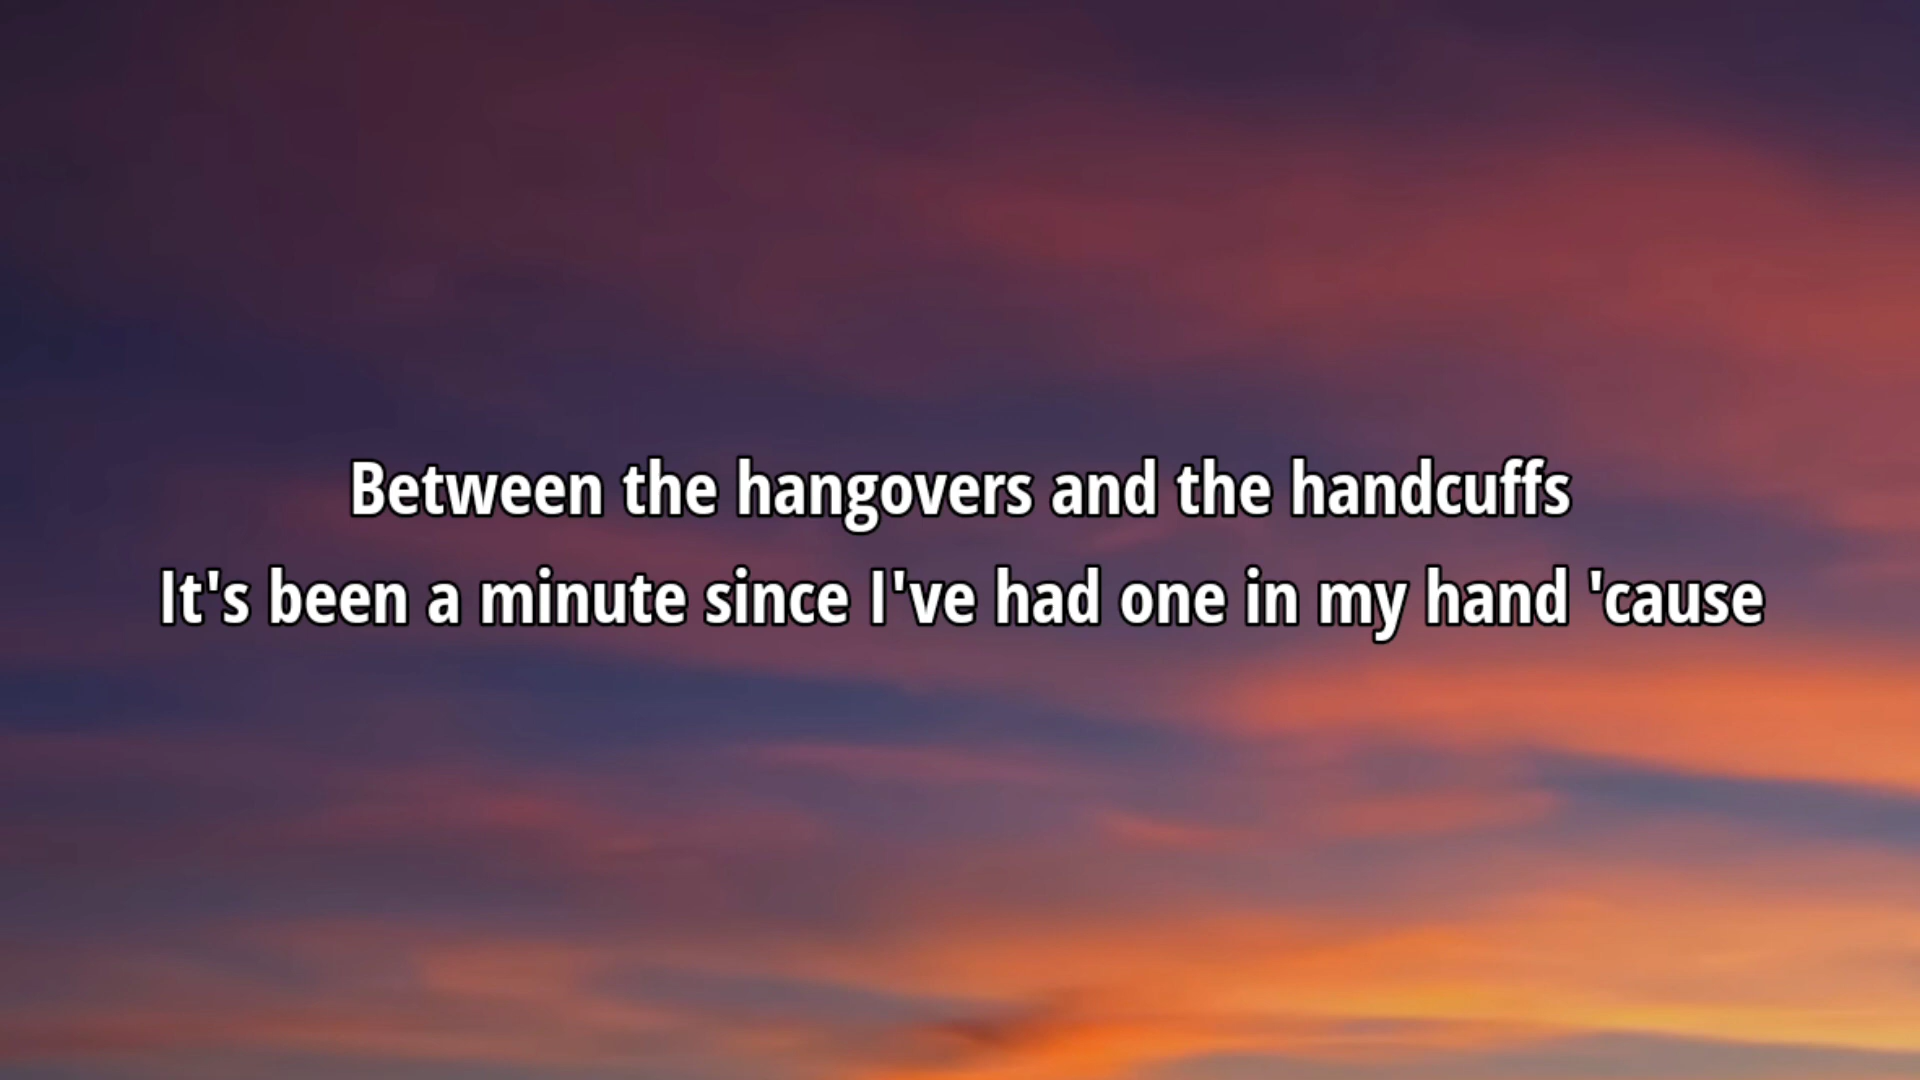 Between the hangovers and the handcuffs
It's been a minute since I've had one in my hand 'cause